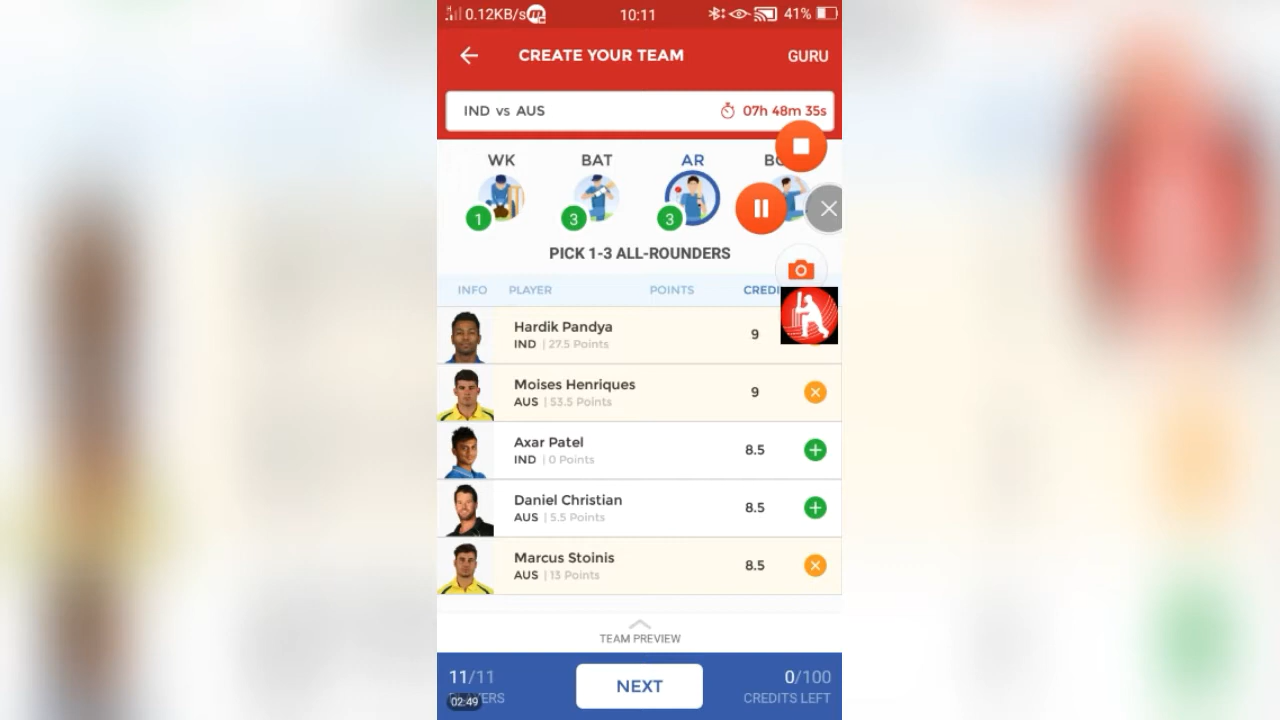 0.12KB/s 10:11 41%
CREATE YOUR TEAM GURU
IND vs AUS 07h 48m 35s
WK BAT AR
1 3 3
PICK 1-3 ALL-ROUNDERS
INFO PLAYER POINTS CREDI
Hardik Pandya
IND | 27.5 Points 9
Moises Henriques
AUS | 53.5 Points 9
Axar Patel
IND | 0 Points 8.5
Daniel Christian
AUS | 5.5 Points 8.5
Marcus Stoinis
AUS | 13 Points 8.5
TEAM PREVIEW
11/11 NEXT 0/100
02:49 ERS CREDITS LEFT